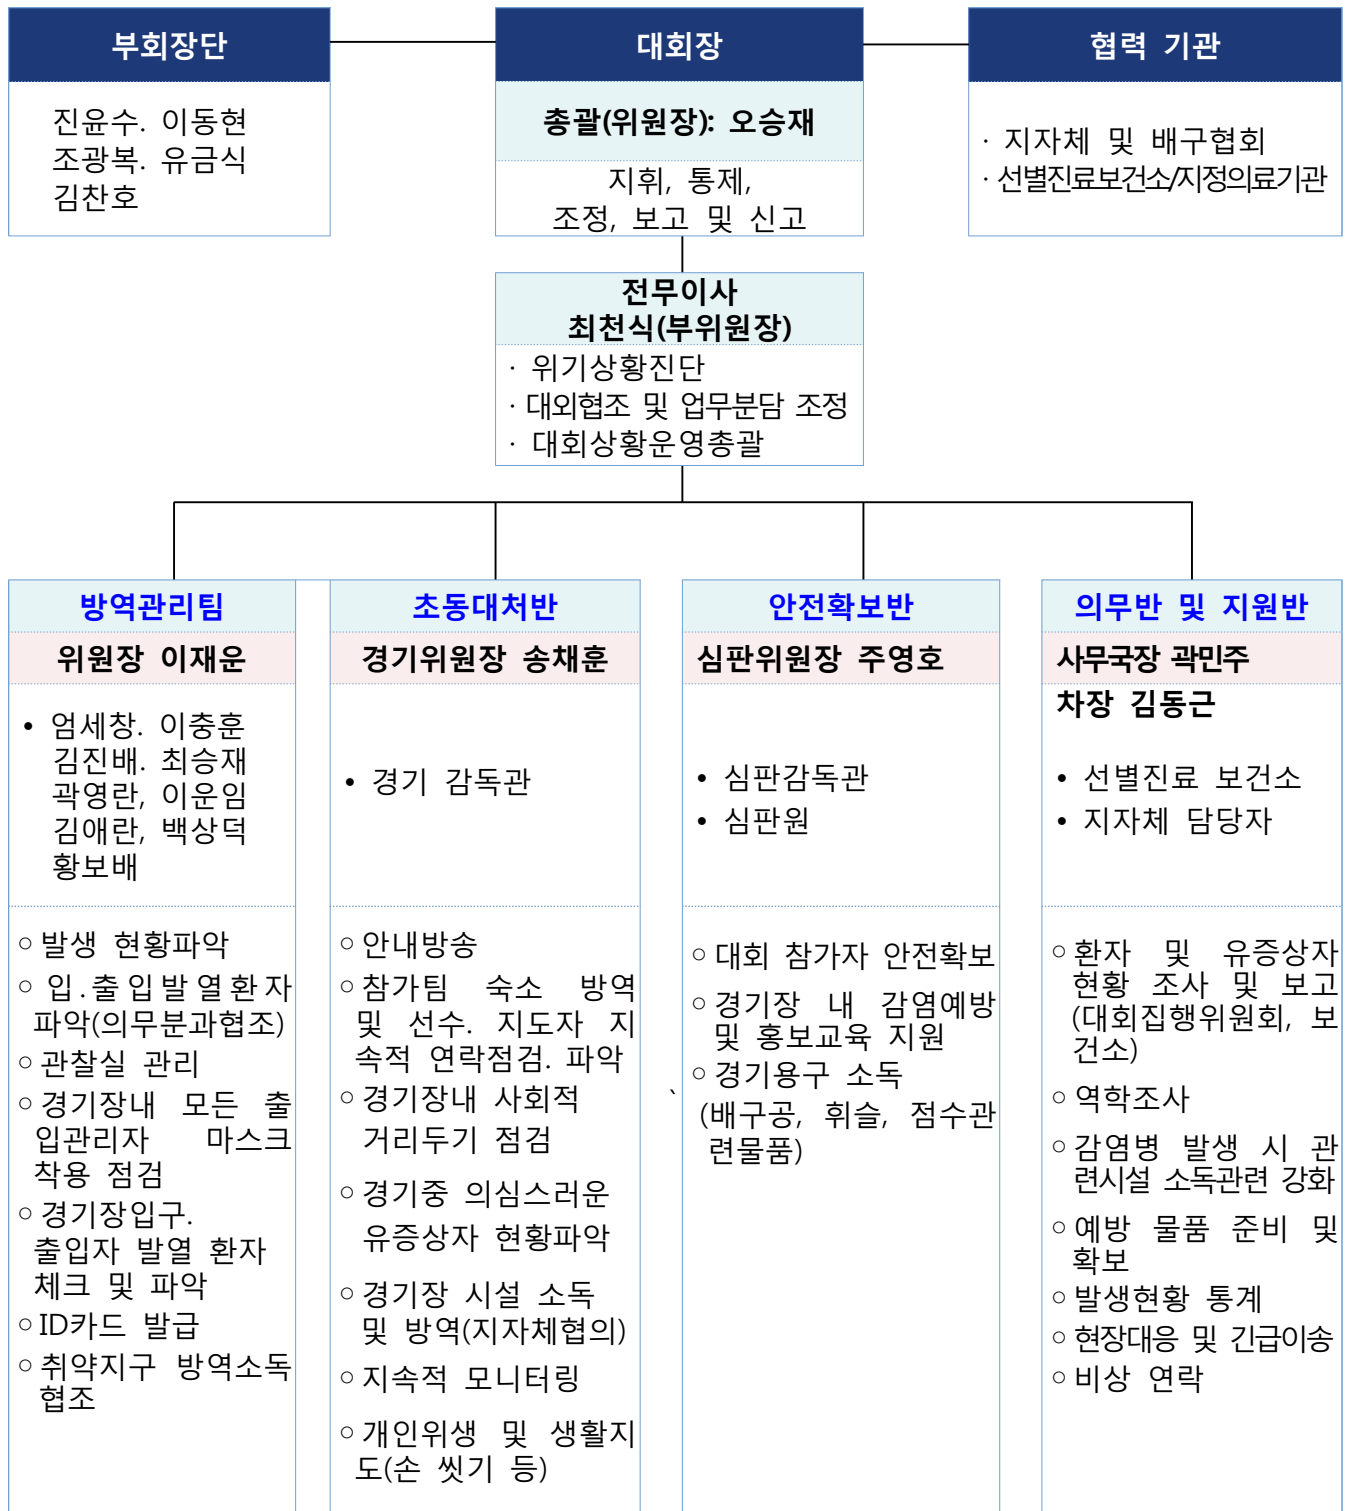 부회장단
진윤수. 이동현
조광복. 유금식
김찬호
대회장
총괄(위원장): 오승재
지휘, 통제,
조정, 보고 및 신고
협력 기관
· 지자체 및 배구협회
· 선별진료보건소/지정의료기관
전무이사
최천식(부위원장)
· 위기상황진단
· 대외협조 및 업무분담 조정
· 대회상황운영총괄
방역관리팀
위원장 이재운
• 엄세창. 이충훈
김진배. 최승재
곽영란, 이운임
김애란, 백상덕
황보배
○ 발생 현황파악
○ 입.출입발열환자
파악(의무분과협조)
○ 관찰실 관리
○ 경기장내 모든 출
입관리자 마스크
착용 점검
○ 경기장입구.
출입자 발열 환자
체크 및 파악
○ ID카드 발급
○ 취약지구 방역소독
협조
초동대처반
경기위원장 송채훈
• 경기 감독관
○ 안내방송
○ 참가팀 숙소 방역
및 선수. 지도자 지
속적 연락점검. 파악
○ 경기장내 사회적
거리두기 점검
○ 경기중 의심스러운
유증상자 현황파악
○ 경기장 시설 소독
및 방역(지자체협의)
○ 지속적 모니터링
○ 개인위생 및 생활지
도(손 씻기 등)
안전확보반
심판위원장 주영호
• 심판감독관
• 심판원
○ 대회 참가자 안전확보
○ 경기장 내 감염예방
및 홍보교육 지원
○ 경기용구 소독
`
(배구공, 휘슬, 점수관
련물품)
의무반 및 지원반
사무국장 곽민주
차장 김동근
• 선별진료 보건소
• 지자체 담당자
○ 환자 및 유증상자
현황 조사 및 보고
(대회집행위원회, 보
건소)
○ 역학조사
○ 감염병 발생 시 관
련시설 소독관련 강화
○ 예방 물품 준비 및
확보
○ 발생현황 통계
○ 현장대응 및 긴급이송
○ 비상 연락